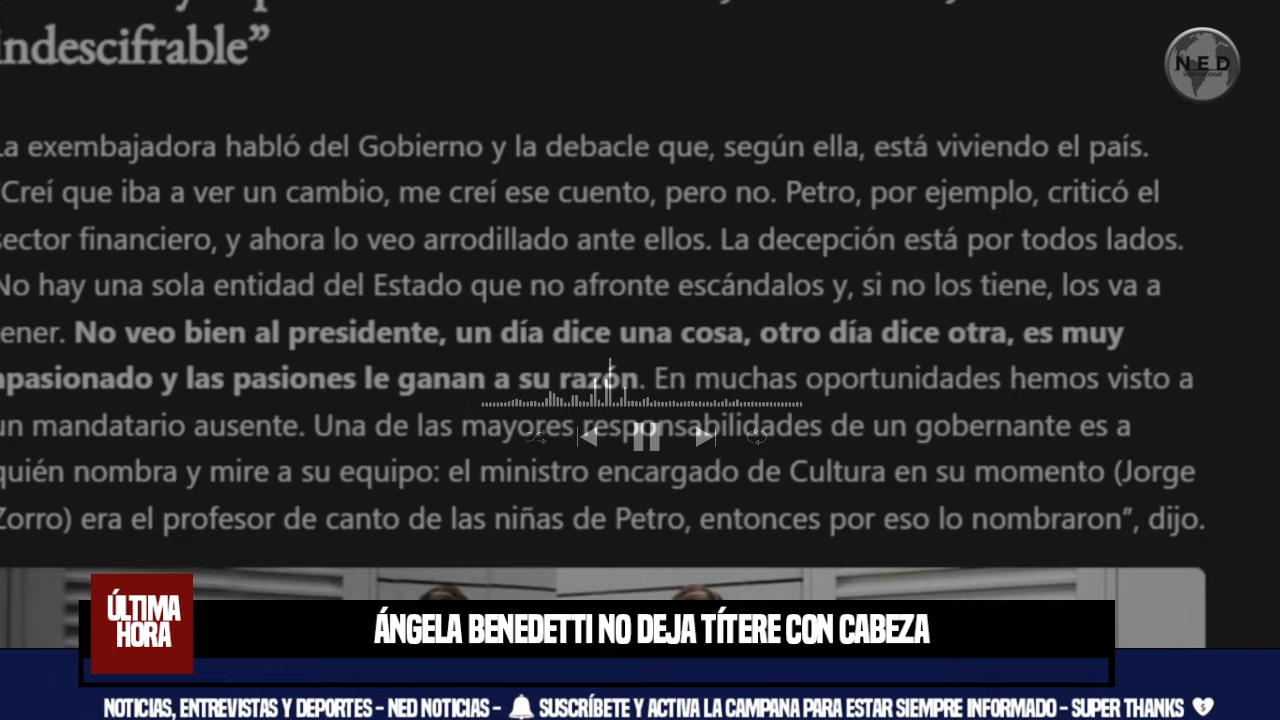 indescifrable”
NED
international
La exembajadora habló del Gobierno y la debacle que, según ella, está viviendo el país.
“Creí que iba a ver un cambio, me creí ese cuento, pero no. Petro, por ejemplo, criticó el
sector financiero, y ahora lo veo arrodillado ante ellos. La decepción está por todos lados.
No hay una sola entidad del Estado que no afronte escándalos y, si no los tiene, los va a
tener. No veo bien al presidente, un día dice una cosa, otro día dice otra, es muy
apasionado y las pasiones le ganan a su razón. En muchas oportunidades hemos visto a
un mandatario ausente. Una de las mayores responsabilidades de un gobernante es a
quién nombra y mire a su equipo: el ministro encargado de Cultura en su momento (Jorge
Zorro) era el profesor de canto de las niñas de Petro, entonces por eso lo nombraron”, dijo.
ÚLTIMA
HORA
ÁNGELA BENEDETTI NO DEJA TÍTERE CON CABEZA
NOTICIAS, ENTREVISTAS Y DEPORTES - NED NOTICIAS - SUSCRÍBETE Y ACTIVA LA CAMPANA PARA ESTAR SIEMPRE INFORMADO - SUPER THANKS